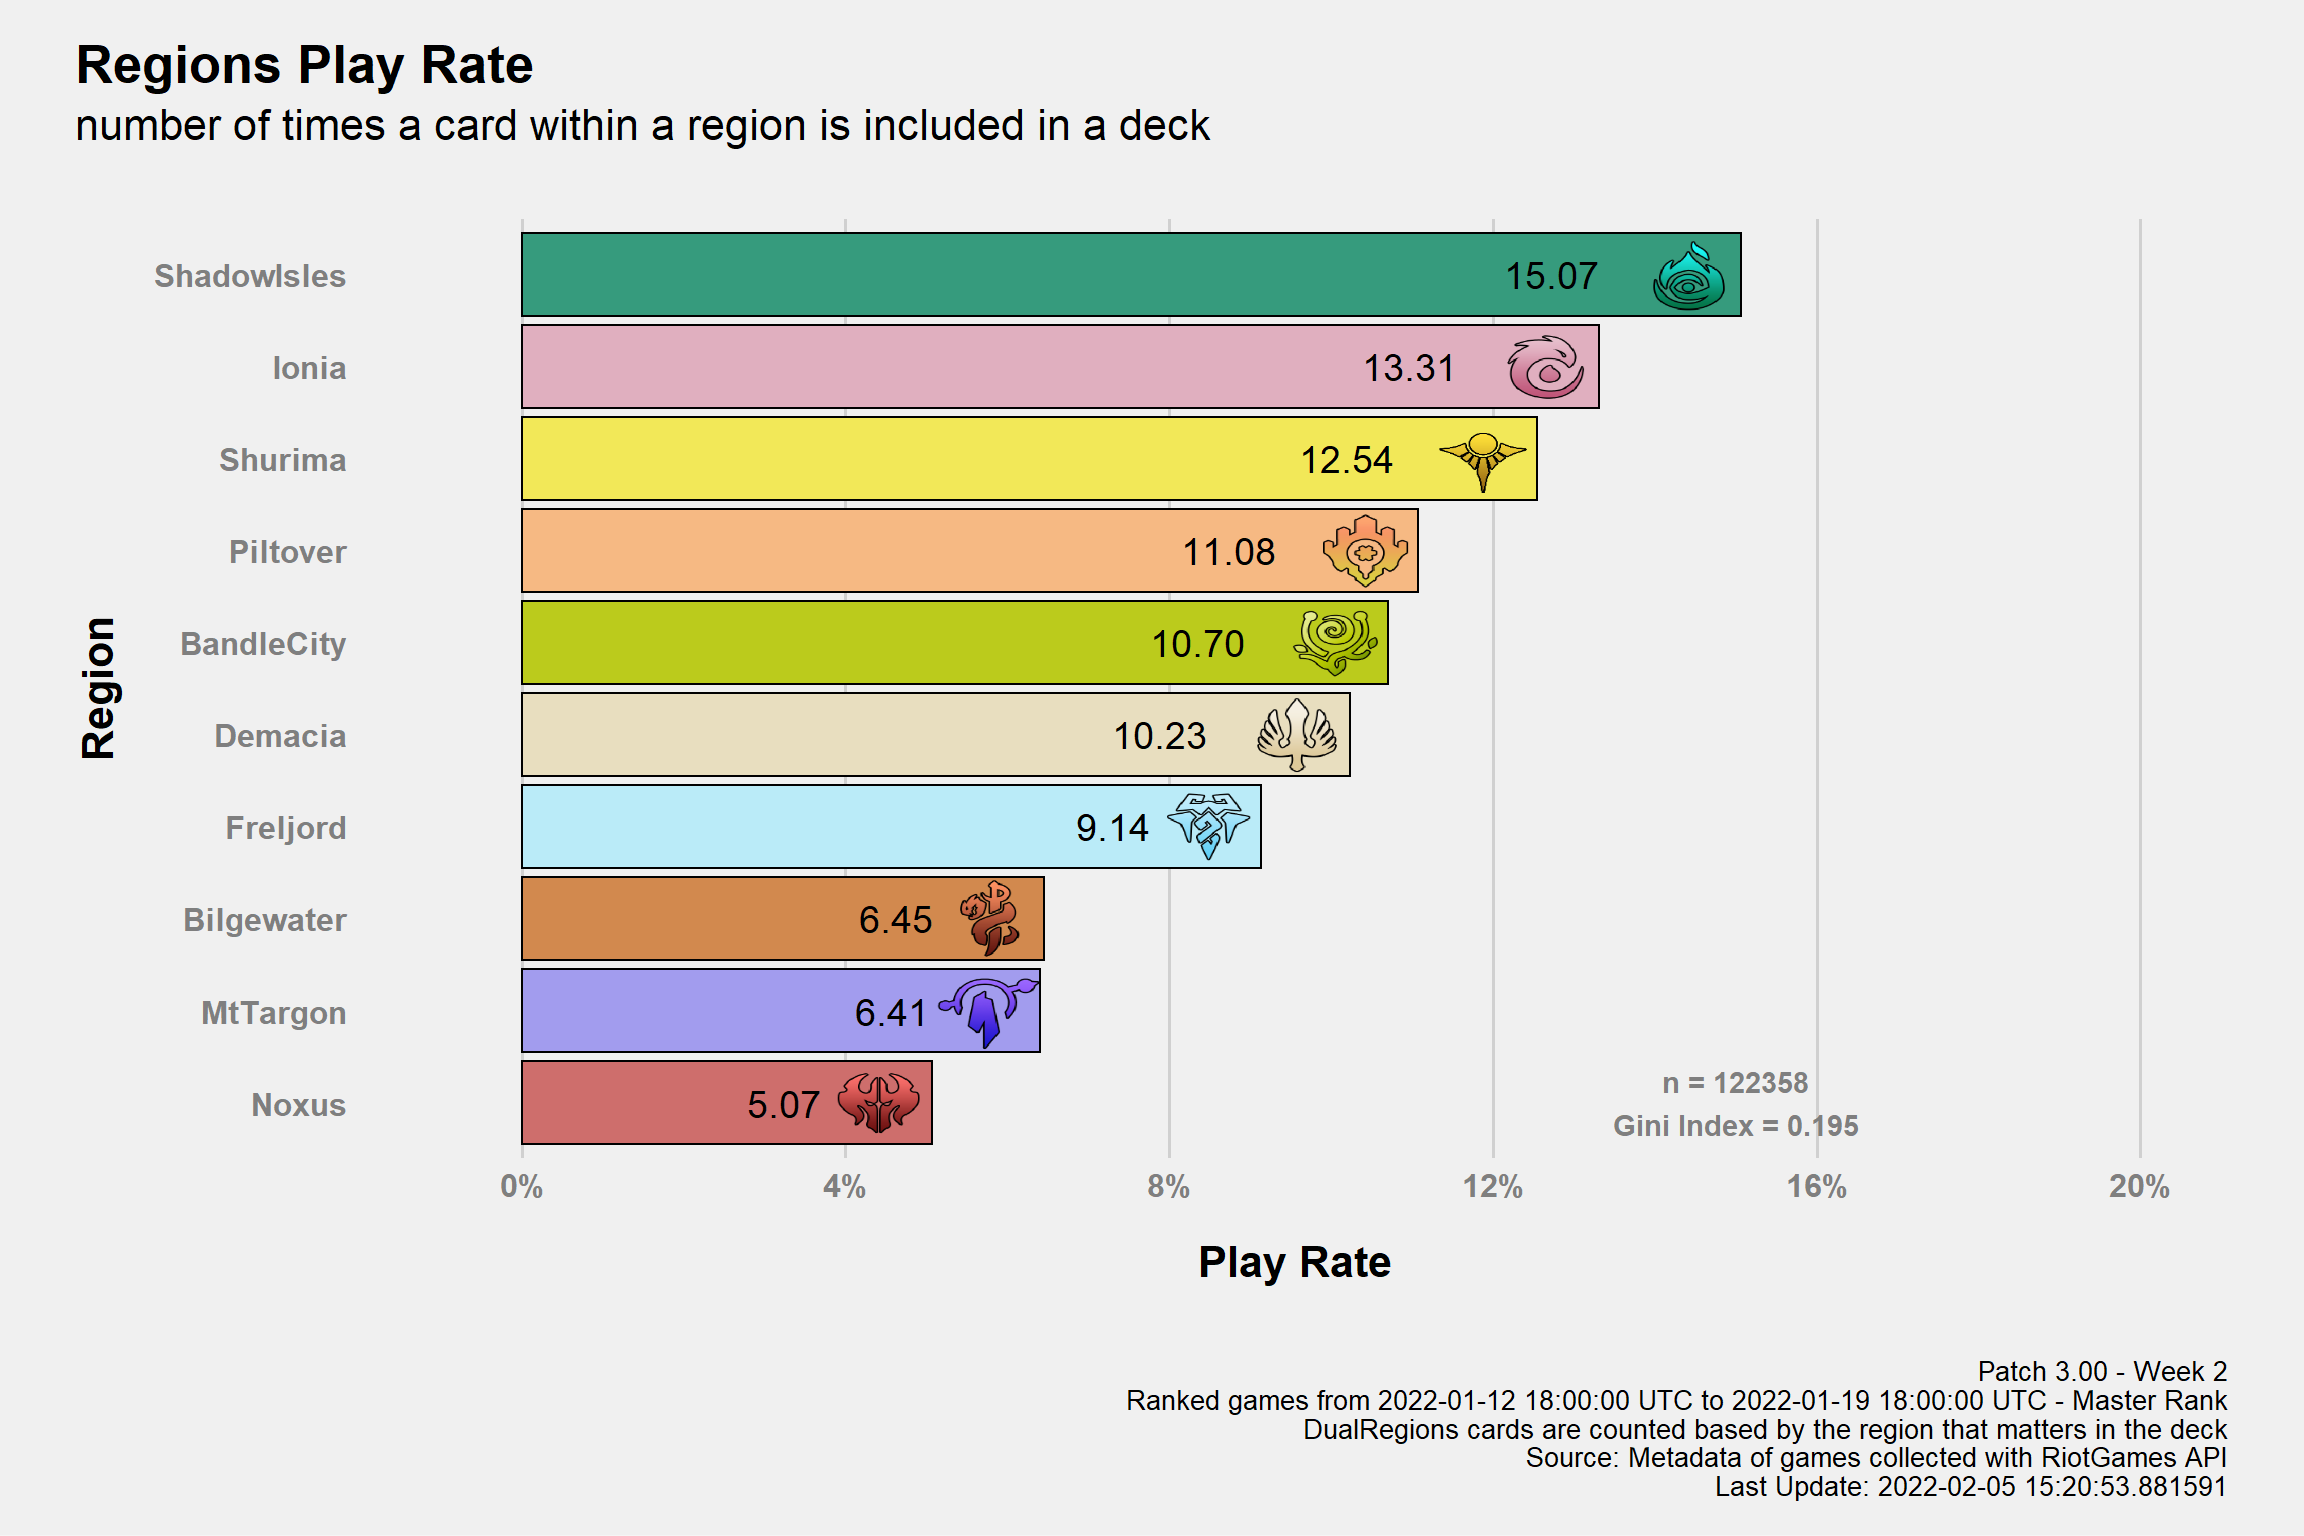 Regions Play Rate
number of times a card within a region is included in a deck
ShadowIsles
15.07
Ionia
13.31
Shurima
12.54
Piltover
11.08
BandleCity
10.70
Demacia
10.23
Freljord
9.14
Bilgewater
6.45
MtTargon
6.41
Noxus
5.07
Region
n = 122358
Gini Index = 0.195
0% 4% 8% 12% 16% 20%
Play Rate
Patch 3.00 - Week 2
Ranked games from 2022-01-12 18:00:00 UTC to 2022-01-19 18:00:00 UTC - Master Rank
DualRegions cards are counted based by the region that matters in the deck
Source: Metadata of games collected with RiotGames API
Last Update: 2022-02-05 15:20:53.881591